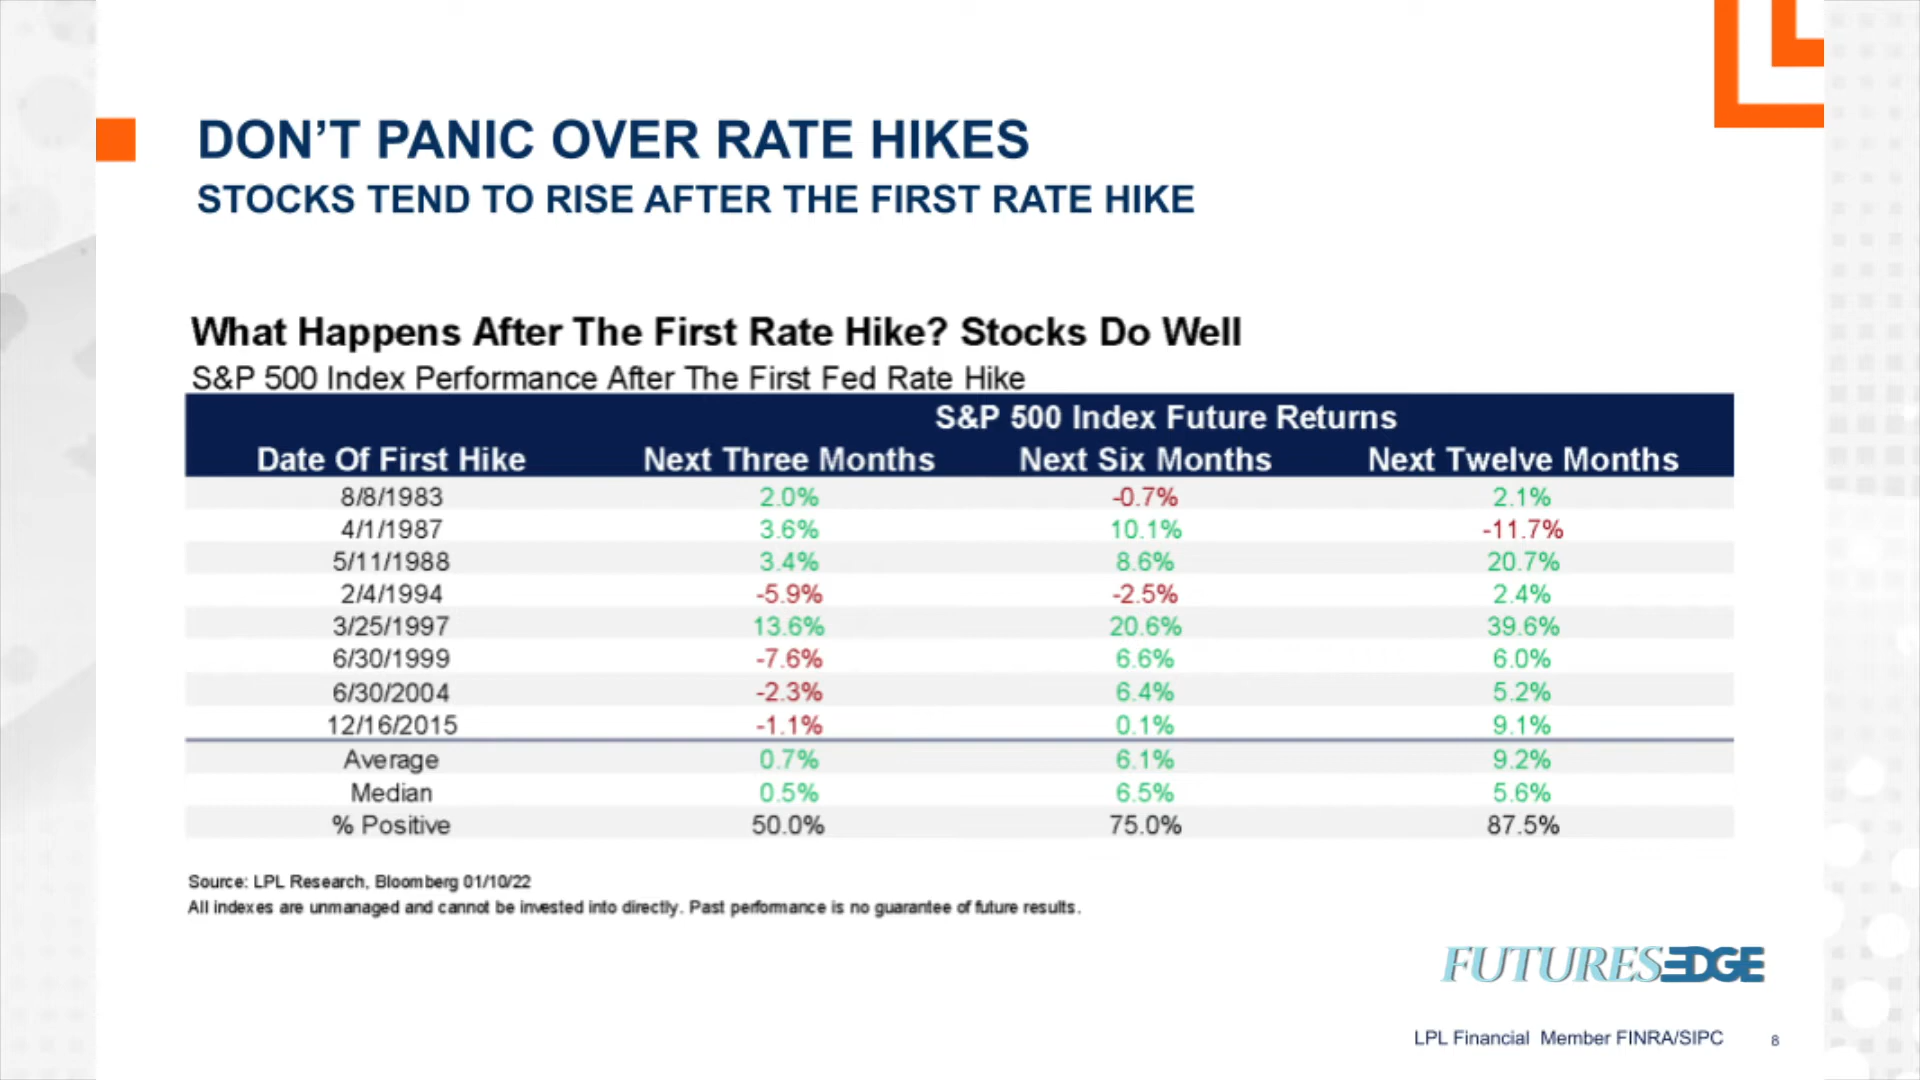 DON'T PANIC OVER RATE HIKES
STOCKS TEND TO RISE AFTER THE FIRST RATE HIKE
What Happens After The First Rate Hike? Stocks Do Well
S&P 500 Index Performance After The First Fed Rate Hike
S&P 500 Index Future Returns
Date Of First Hike Next Three Months Next Six Months Next Twelve Months
8/8/1983 2.0% -0.7% 2.1%
4/1/1987 3.6% 10.1% -11.7%
5/11/1988 3.4% 8.6% 20.7%
2/4/1994 -5.9% -2.5% 2.4%
3/25/1997 13.6% 20.6% 39.6%
6/30/1999 -7.6% 6.6% 6.0%
6/30/2004 -2.3% 6.4% 5.2%
12/16/2015 -1.1% 0.1% 9.1%
Average 0.7% 6.1% 9.2%
Median 0.5% 6.5% 5.6%
% Positive 50.0% 75.0% 87.5%
Source: LPL Research, Bloomberg 01/10/22
All indexes are unmanaged and cannot be invested into directly. Past performance is no guarantee of future results.
FUTURESEDGE
LPL Financial Member FINRA/SIPC 8